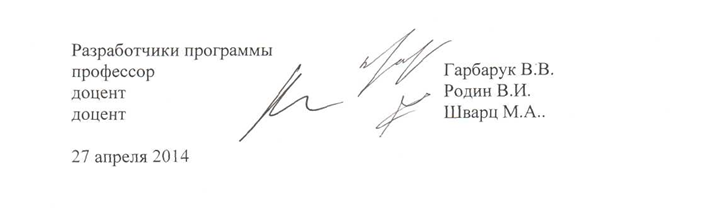 Разработчики программы
профессор Гарбарук В.В.
доцент Родин В.И.
доцент Шварц М.А..
27 апреля 2014